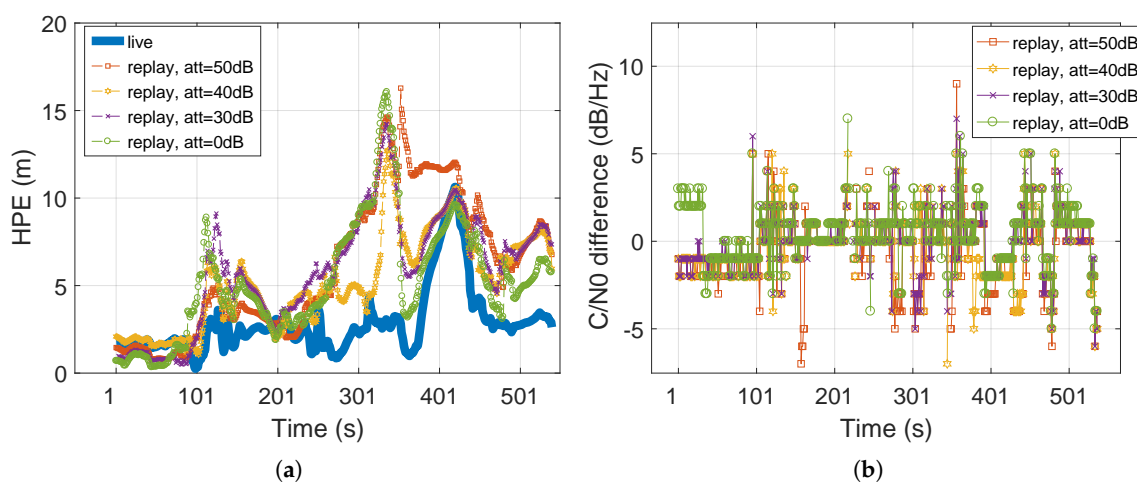 20
15
10
5
0
HPE (m)
live
replay, att=50dB
replay, att=40dB
replay, att=30dB
replay, att=0dB
1 101 201 301 401 501
Time (s)
(a)
10
5
0
-5
C/N0 difference (dB/Hz)
replay, att=50dB
replay, att=40dB
replay, att=30dB
replay, att=0dB
1 101 201 301 401 501
Time (s)
(b)